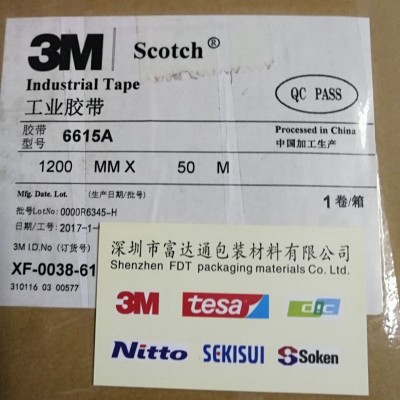 3M Scotch®
Industrial Tape
工业胶带
QC PASS
胶带
型号 6615A
Processed in China
中国加工生产
1200 MM X 50 M
Mfg. Date. Lot. (生产日期/批号)
1卷/箱
批号LotNo: 0000R6345-H
日期/工号: 2017-1-
3M I.D.No (订货号)
XF-0038-61
310116 03 00577
深圳市富达通包装材料有限公司
Shenzhen FDT packaging materials Co. Ltd.
3M tesa dic
Nitto SEKISUI Soken